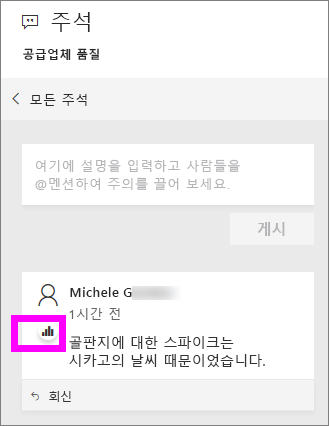 주석
공급업체 품질
모든 주석
여기에 설명을 입력하고 사람들을
@멘션하여 주의를 끌어 보세요.
게시
Michele G
1시간 전
골판지에 대한 스파이크는
시카고의 날씨 때문이었습니다.
회신